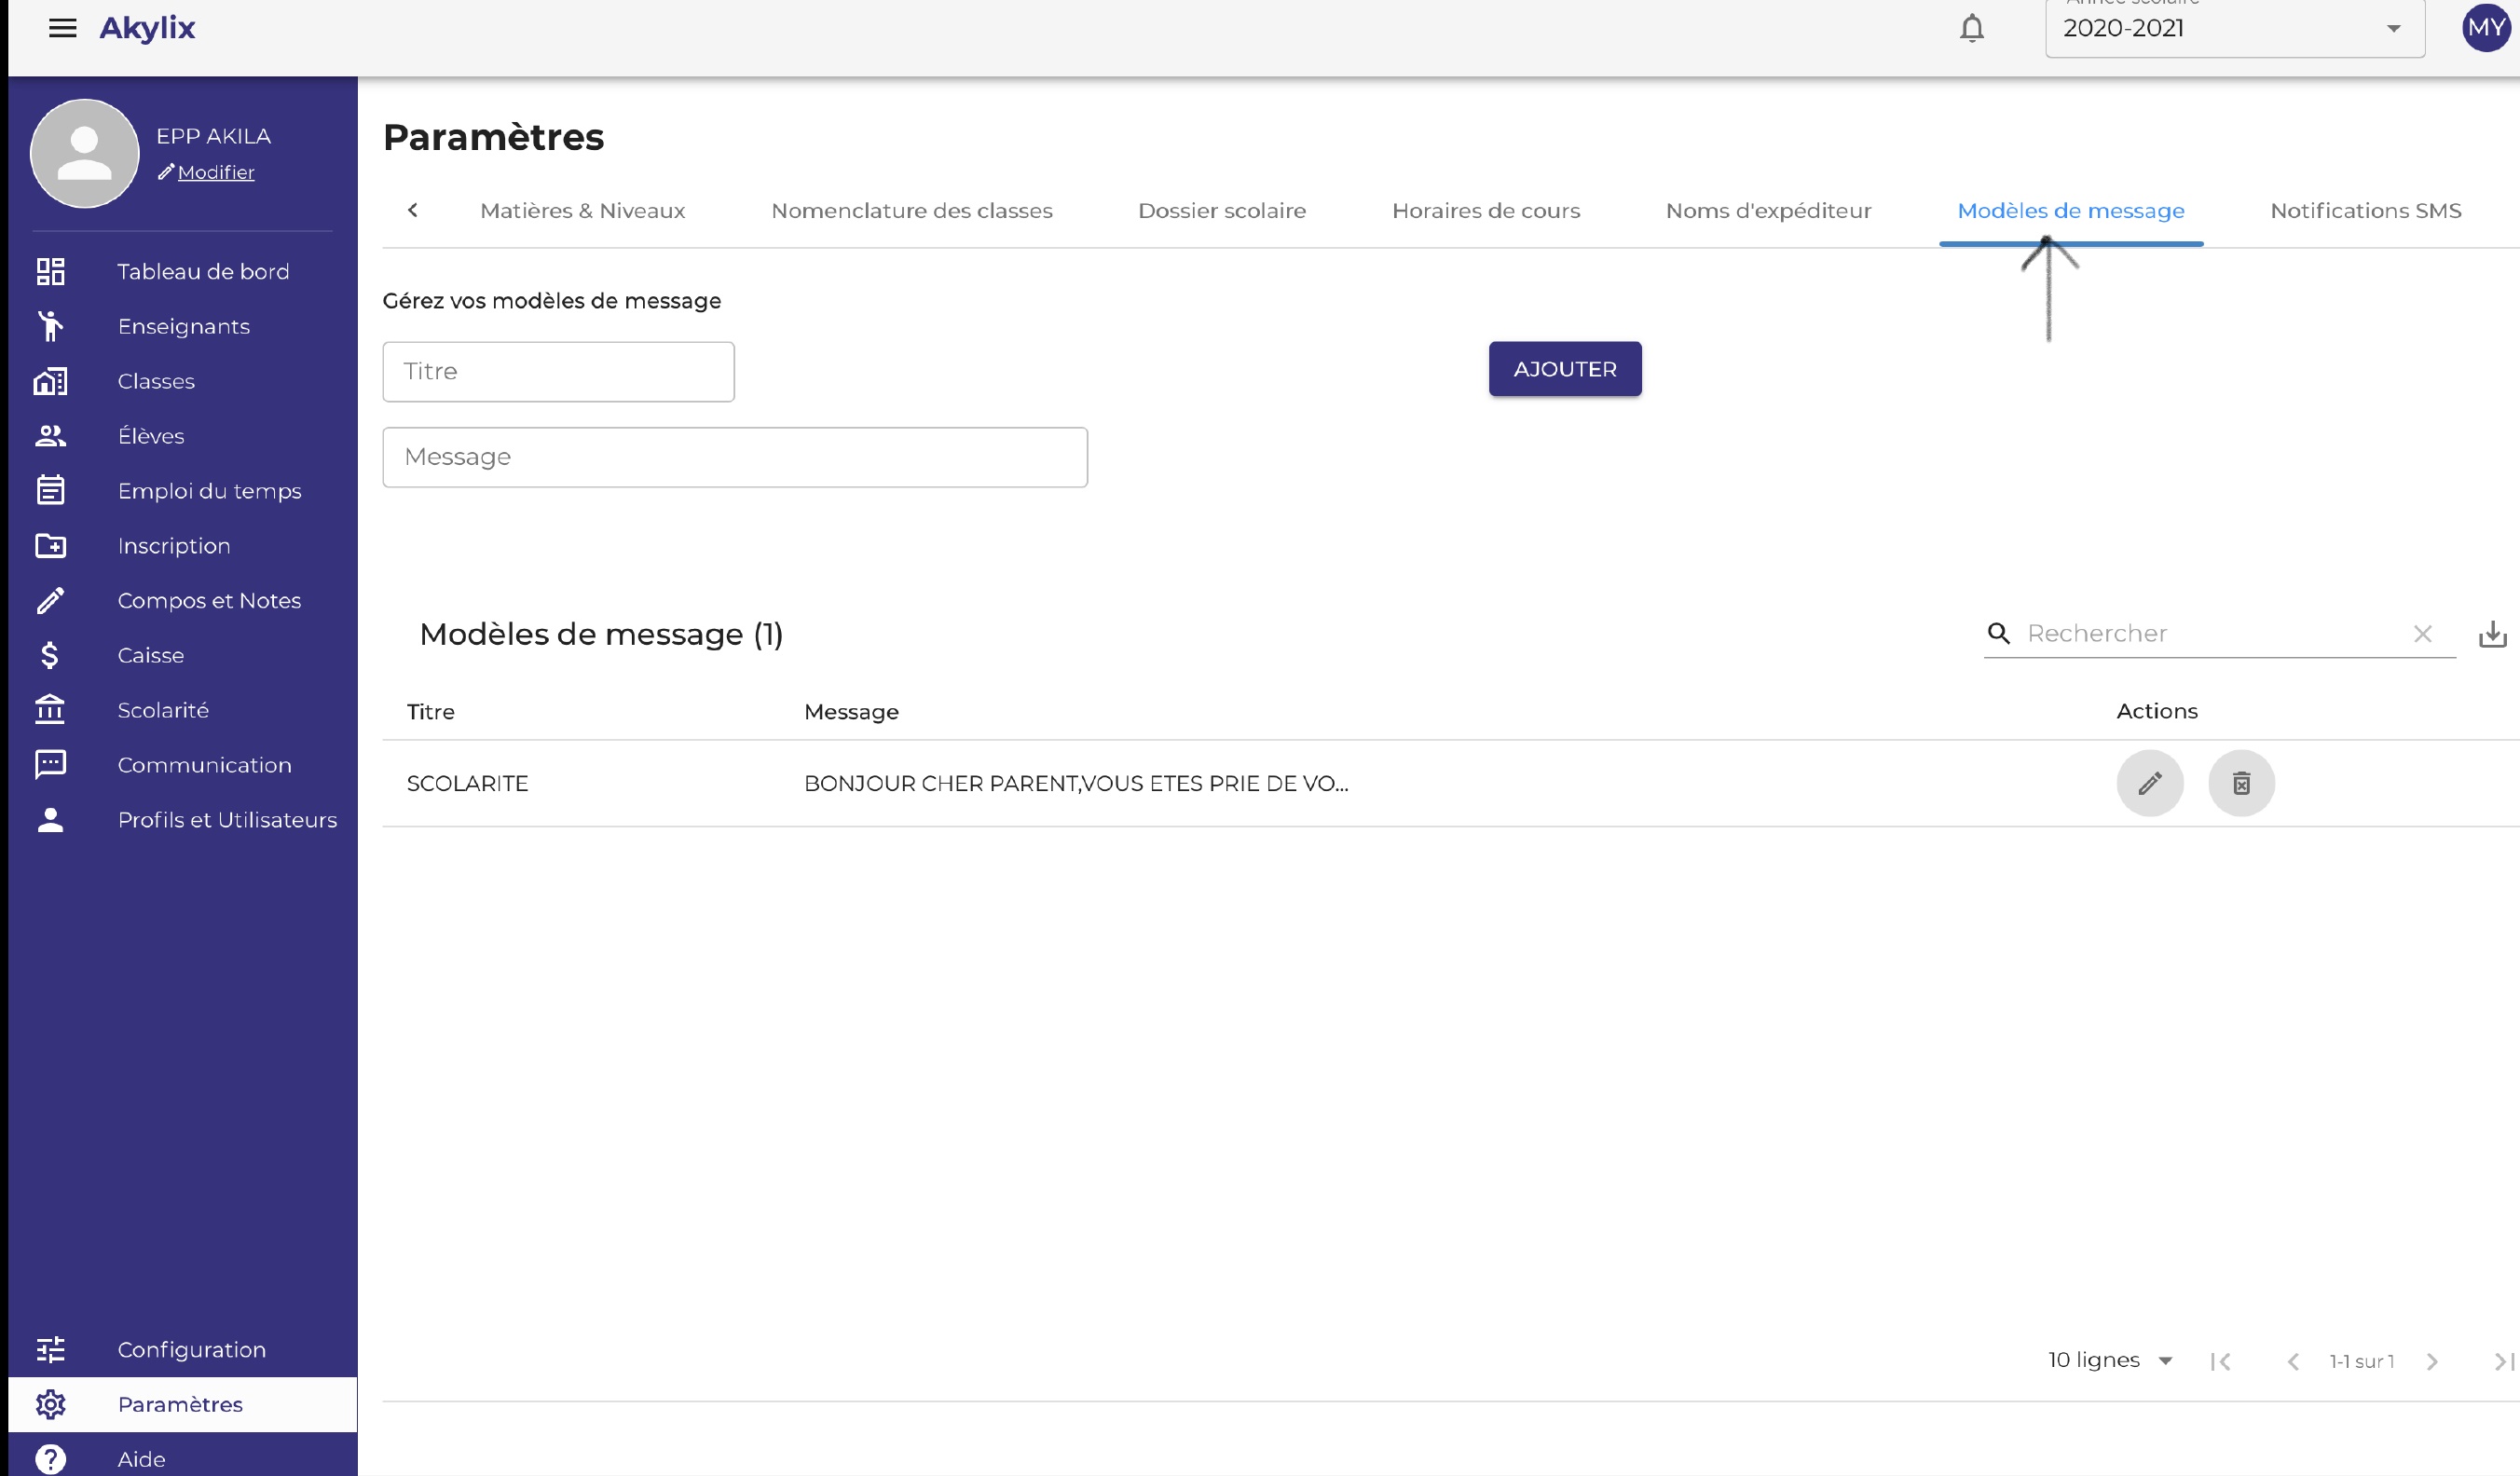 Akylix
Année scolaire
2020-2021
MY
EPP AKILA
Modifier
Tableau de bord
Enseignants
Classes
Élèves
Emploi du temps
Inscription
Compos et Notes
Caisse
Scolarité
Communication
Profils et Utilisateurs
Configuration
Paramètres
Aide
Paramètres
Matières & Niveaux
Nomenclature des classes
Dossier scolaire
Horaires de cours
Noms d'expéditeur
Modèles de message
Notifications SMS
Gérez vos modèles de message
Titre
AJOUTER
Message
Modèles de message (1)
Rechercher
Titre
Message
Actions
SCOLARITE
BONJOUR CHER PARENT,VOUS ETES PRIE DE VO...
10 lignes
1-1 sur 1